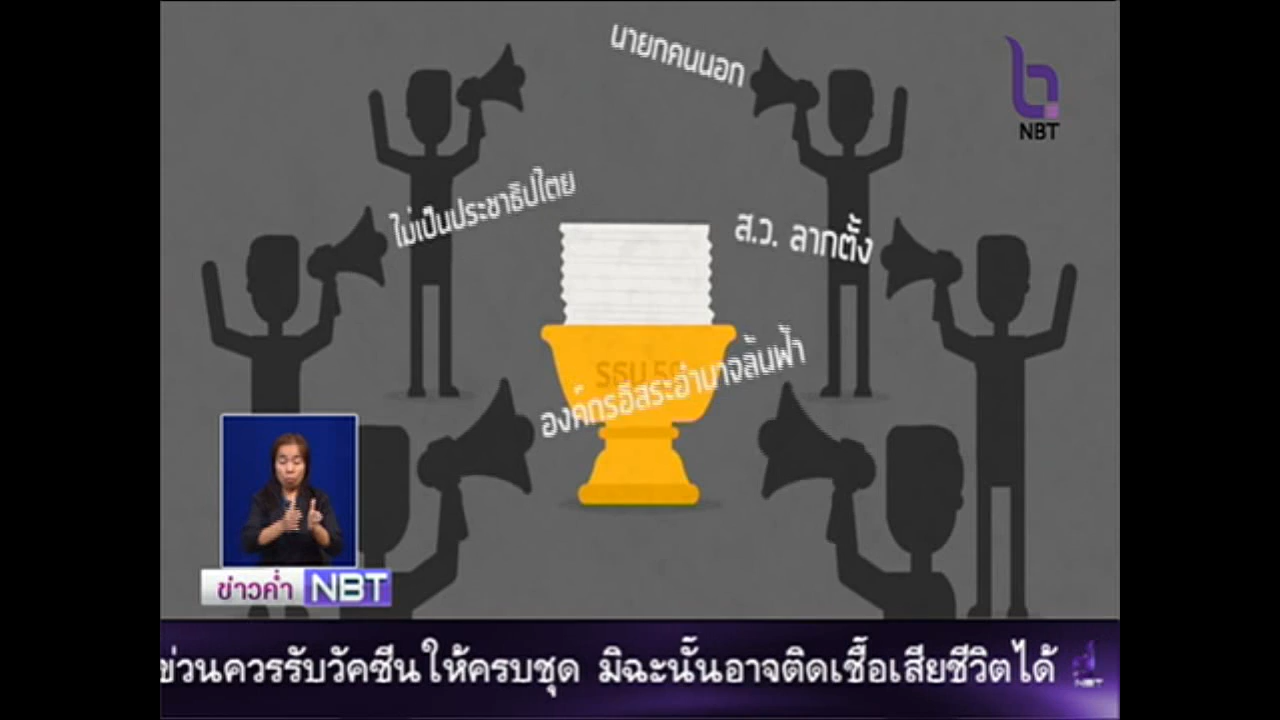 นายกคนนอก
NBT
ไม่เป็นประชาธิปไตย
ส.ว. ลากตั้ง
องค์กรอิสระอำนาจล้นฟ้า
ข่าวค่ำ NBT
ข่วนควรรับวัคซีนให้ครบชุด มิฉะนั้นอาจติดเชื้อเสียชีวิตได้
NBT